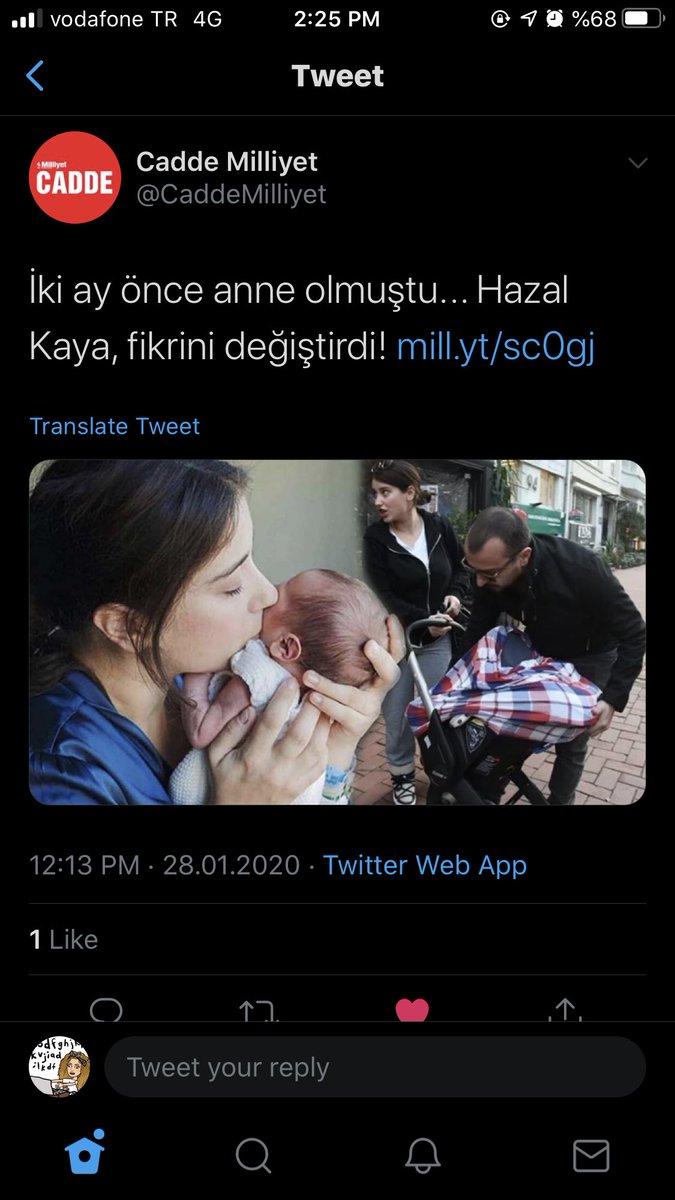 vodafone TR 4G 2:25 PM %68
Tweet
Milliyet
CADDE
Cadde Milliyet
@CaddeMilliyet
İki ay önce anne olmuştu... Hazal
Kaya, fikrini değiştirdi! mill.yt/sc0gj
Translate Tweet
12:13 PM · 28.01.2020 · Twitter Web App
1 Like
Tweet your reply